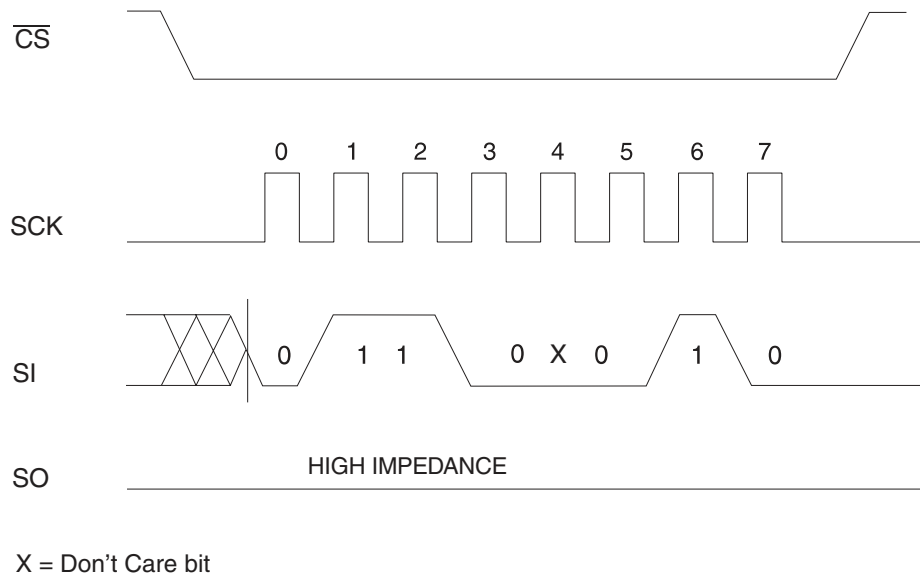 CS
0 1 2 3 4 5 6 7
SCK
0 1 1 0 X 0 1 0
SI
HIGH IMPEDANCE
SO
X = Don't Care bit